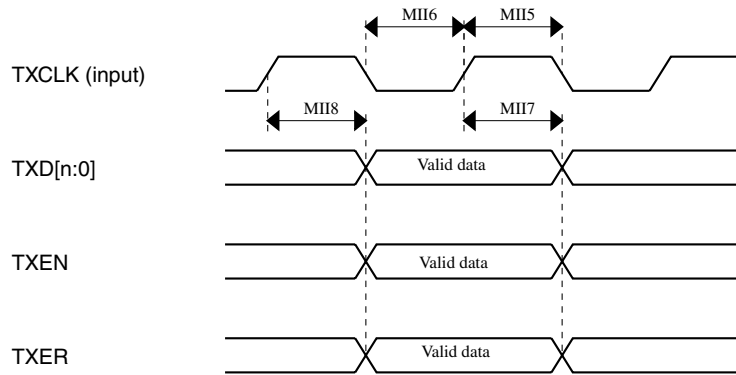 MII6 MII5
TXCLK (input)
MII8 MII7
TXD[n:0] Valid data
TXEN Valid data
TXER Valid data